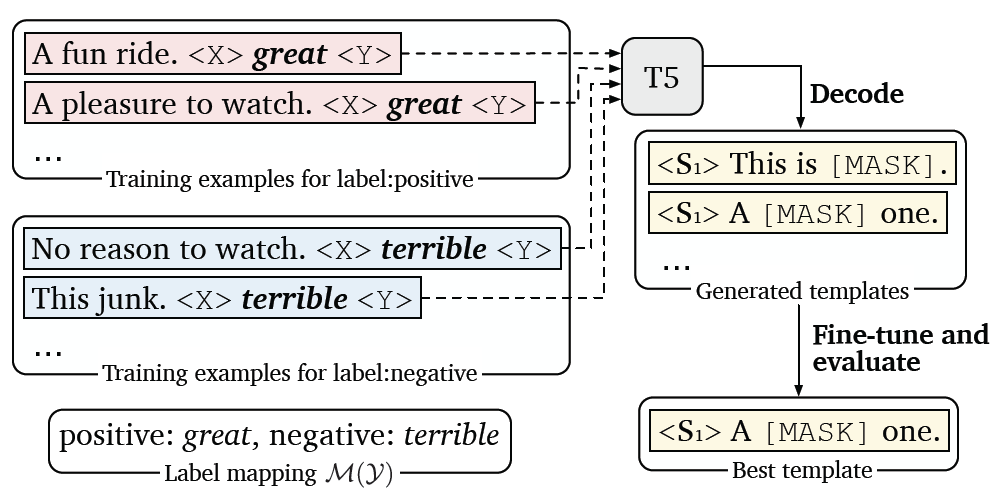 A fun ride. <X> great <Y>
A pleasure to watch. <X> great <Y>
...
Training examples for label:positive
No reason to watch. <X> terrible <Y>
This junk. <X> terrible <Y>
...
Training examples for label:negative
positive: great, negative: terrible
Label mapping ℳ(𝒴)
T5
Decode
<S₁> This is [MASK].
<S₁> A [MASK] one.
...
Generated templates
Fine-tune and
evaluate
<S₁> A [MASK] one.
Best template